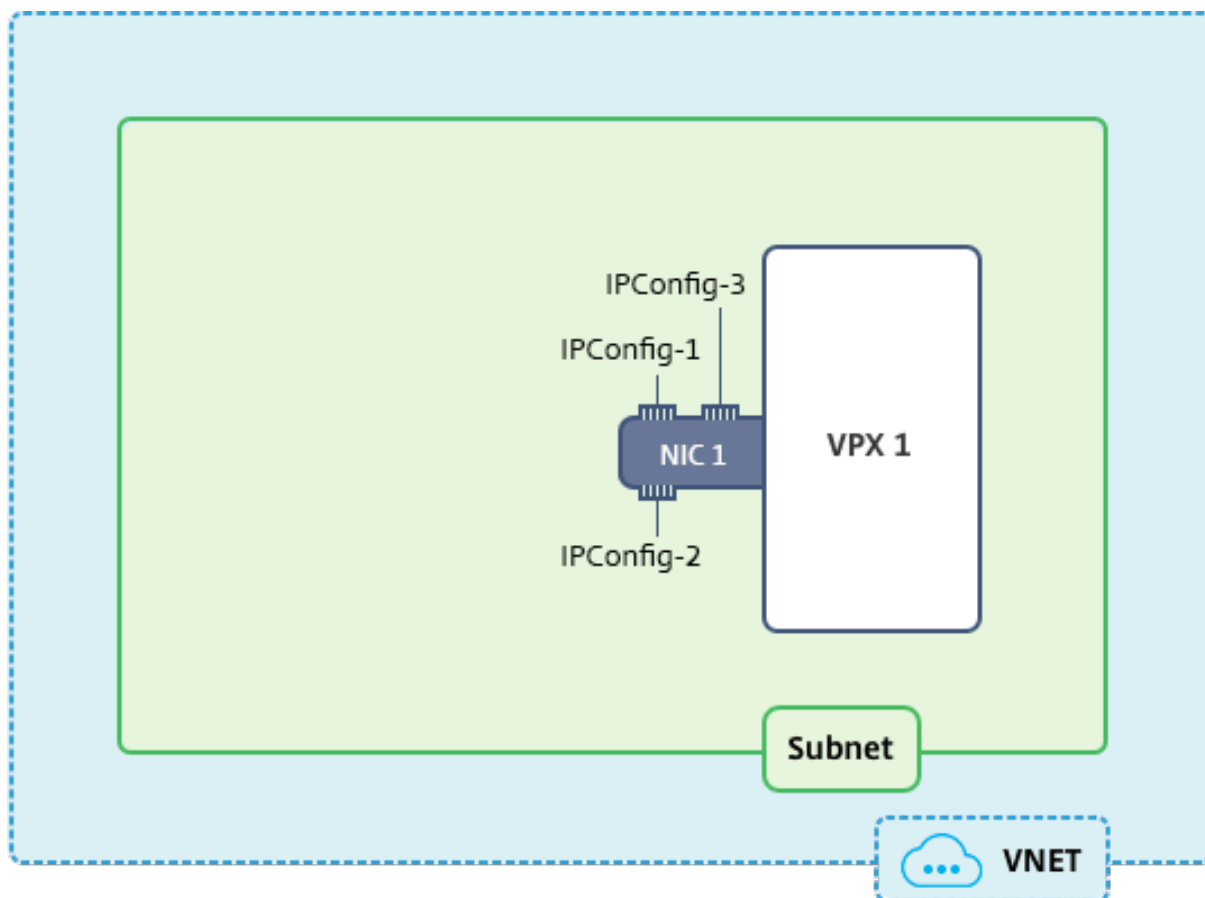 IPConfig-3
IPConfig-1
NIC 1
VPX 1
IPConfig-2
Subnet
VNET